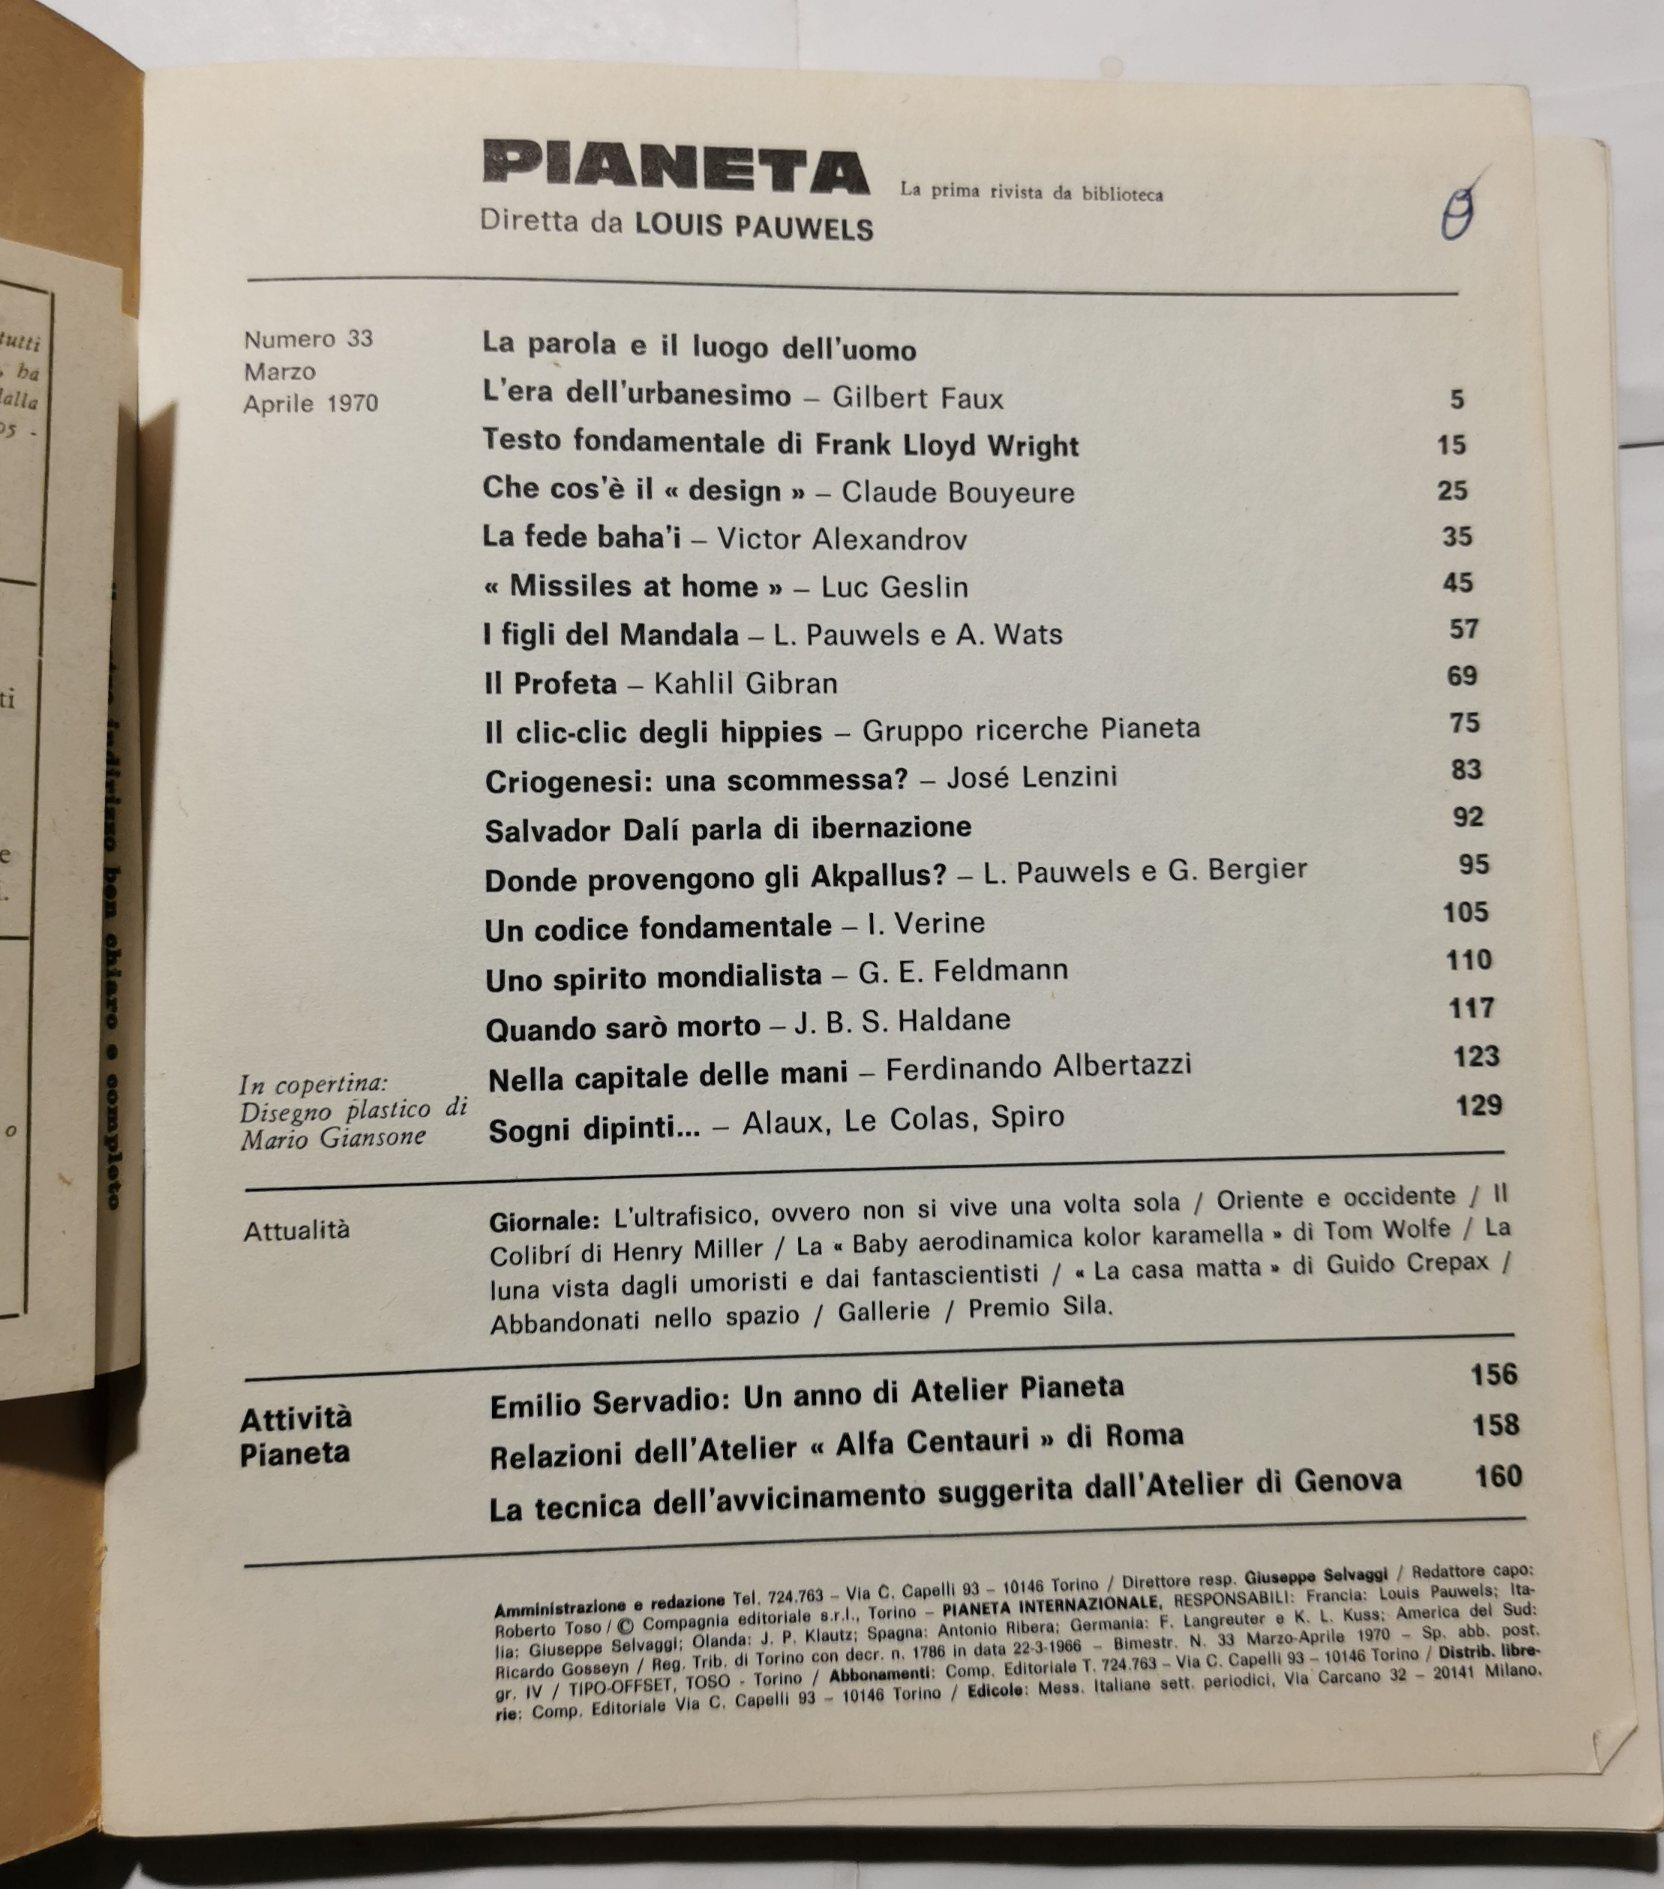 PIANETA La prima rivista da biblioteca
Diretta da LOUIS PAUWELS
Numero 33
Marzo
Aprile 1970
La parola e il luogo dell'uomo
L'era dell'urbanesimo – Gilbert Faux 5
Testo fondamentale di Frank Lloyd Wright 15
Che cos'è il « design » – Claude Bouyeure 25
La fede baha'i – Victor Alexandrov 35
« Missiles at home » – Luc Geslin 45
I figli del Mandala – L. Pauwels e A. Wats 57
Il Profeta – Kahlil Gibran 69
Il clic-clic degli hippies – Gruppo ricerche Pianeta 75
Criogenesi: una scommessa? – José Lenzini 83
Salvador Dalí parla di ibernazione 92
Donde provengono gli Akpallus? – L. Pauwels e G. Bergier 95
Un codice fondamentale – I. Verine 105
Uno spirito mondialista – G. E. Feldmann 110
Quando sarò morto – J. B. S. Haldane 117
Nella capitale delle mani – Ferdinando Albertazzi 123
Sogni dipinti... – Alaux, Le Colas, Spiro 129
In copertina:
Disegno plastico di
Mario Giansone
Attualità
Giornale: L'ultrafisico, ovvero non si vive una volta sola / Oriente e occidente / Il
Colibrí di Henry Miller / La « Baby aerodinamica kolor karamella » di Tom Wolfe / La
luna vista dagli umoristi e dai fantascientisti / « La casa matta » di Guido Crepax /
Abbandonati nello spazio / Gallerie / Premio Sila.
Attività
Pianeta
Emilio Servadio: Un anno di Atelier Pianeta 156
Relazioni dell'Atelier « Alfa Centauri » di Roma 158
La tecnica dell'avvicinamento suggerita dall'Atelier di Genova 160
Amministrazione e redazione Tel. 724.763 – Via C. Capelli 93 – 10146 Torino / Direttore resp. Giuseppe Selvaggi / Redattore capo:
Roberto Toso / © Compagnia editoriale s.r.l., Torino – PIANETA INTERNAZIONALE, RESPONSABILI: Francia: Louis Pauwels; Ita-
lia: Giuseppe Selvaggi; Olanda: J. P. Klautz; Spagna: Antonio Ribera; Germania: F. Langreuter e K. L. Kuss; America del Sud:
Ricardo Gosseyn / Reg. Trib. di Torino con decr. n. 1786 in data 22-3-1966 – Bimestr. N. 33 Marzo-Aprile 1970 – Sp. abb. post.
gr. IV / TIPO-OFFSET, TOSO - Torino / Abbonamenti: Comp. Editoriale T. 724.763 – Via C. Capelli 93 – 10146 Torino / Distrib. libre-
rie: Comp. Editoriale Via C. Capelli 93 – 10146 Torino / Edicole: Mess. Italiane sett. periodici, Via Carcano 32 – 20141 Milano.
tutti
ha
dalla
ti
e
o
ben chiaro e completo